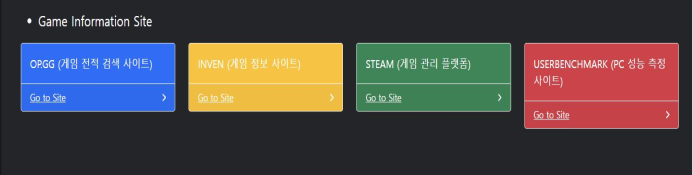 • Game Information Site
OP.GG (게임 전적 검색 사이트)
Go to Site
INVEN (게임 정보 사이트)
Go to Site
STEAM (게임 관리 플랫폼)
Go to Site
USERBENCHMARK (PC 성능 측정
사이트)
Go to Site